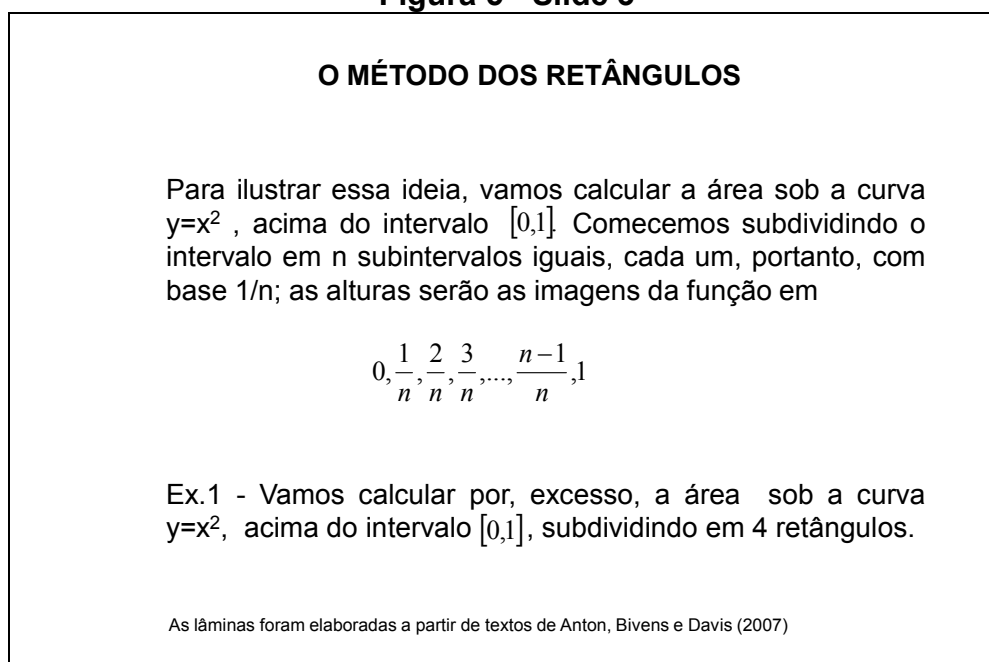 O MÉTODO DOS RETÂNGULOS
Para ilustrar essa ideia, vamos calcular a área sob a curva
y=x² , acima do intervalo [0,1]. Comecemos subdividindo o
intervalo em n subintervalos iguais, cada um, portanto, com
base 1/n; as alturas serão as imagens da função em
0, 1/n, 2/n, 3/n,..., n−1/n, 1
Ex.1 - Vamos calcular por, excesso, a área sob a curva
y=x², acima do intervalo [0,1], subdividindo em 4 retângulos.
As lâminas foram elaboradas a partir de textos de Anton, Bivens e Davis (2007)